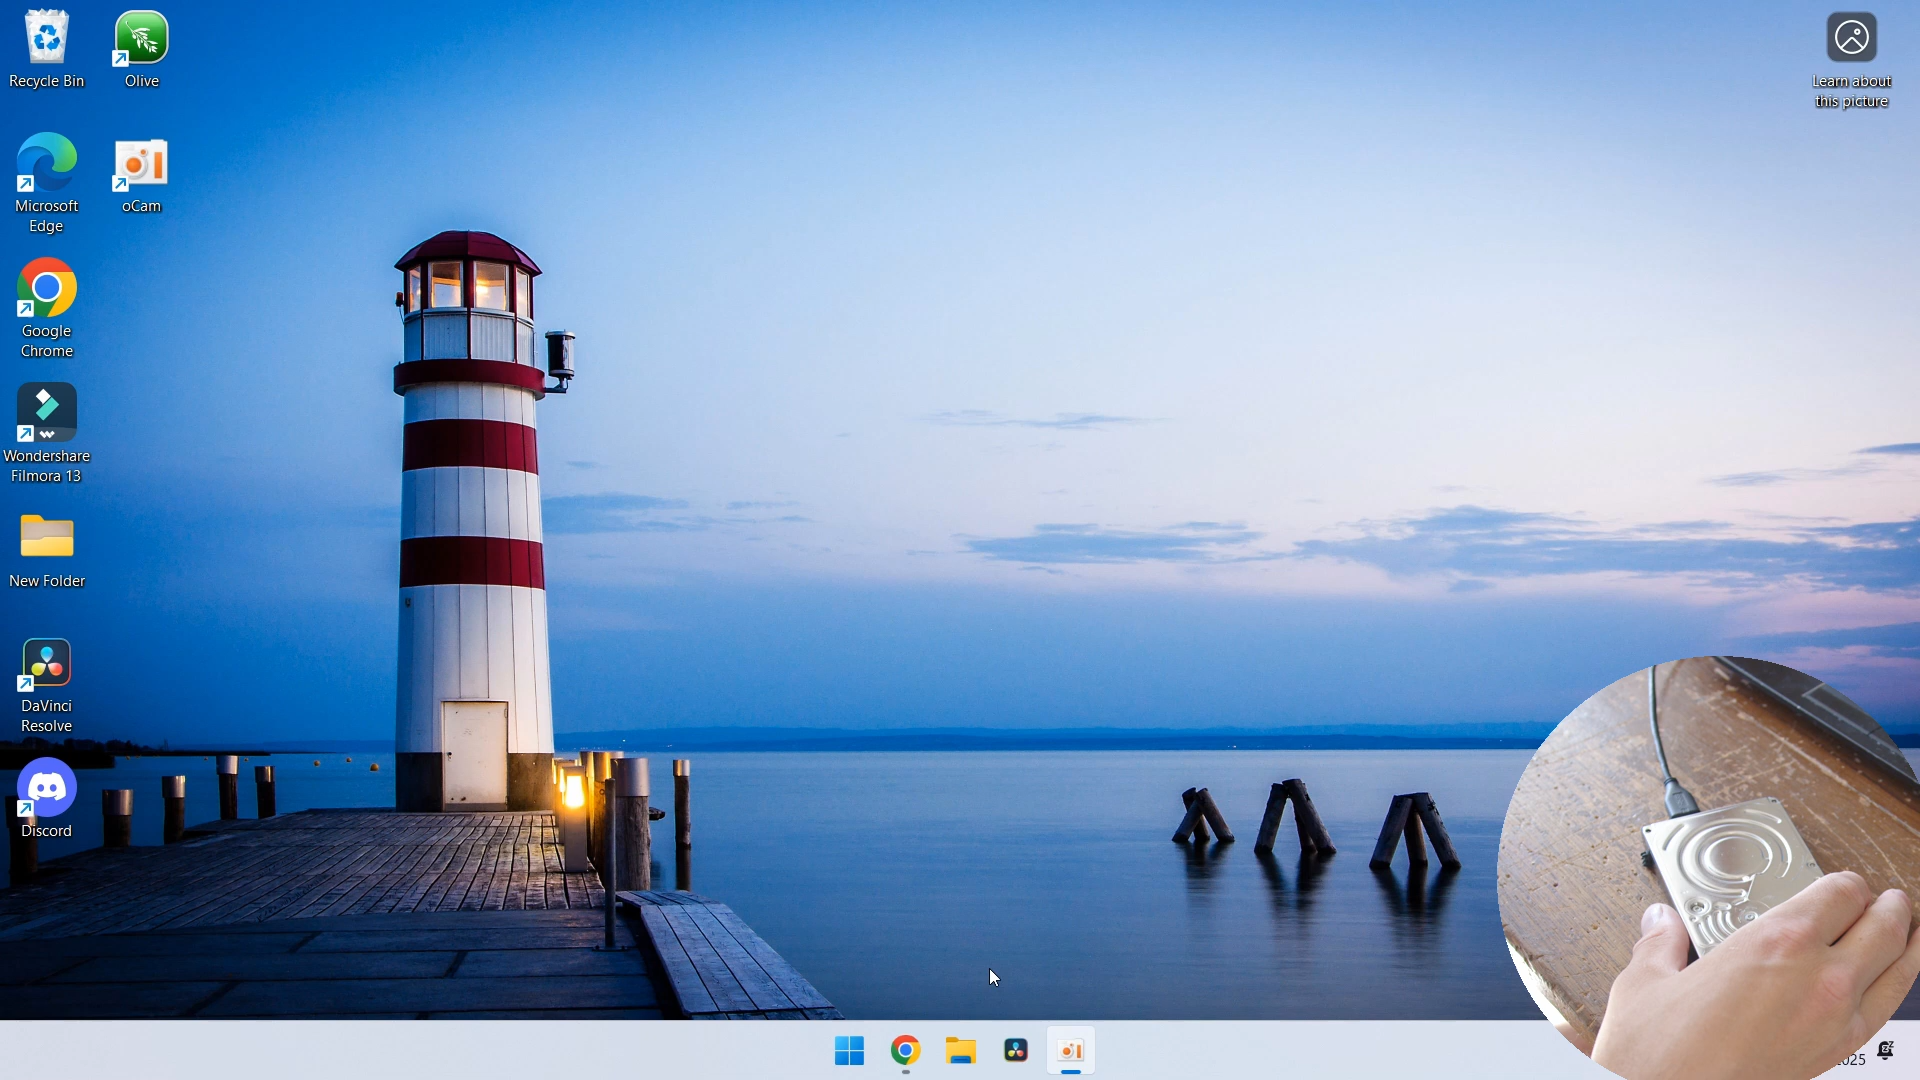 Recycle Bin
Olive
Learn about
this picture
Microsoft
Edge
oCam
Google
Chrome
Wondershare
Filmora 13
New Folder
DaVinci
Resolve
Discord
2025